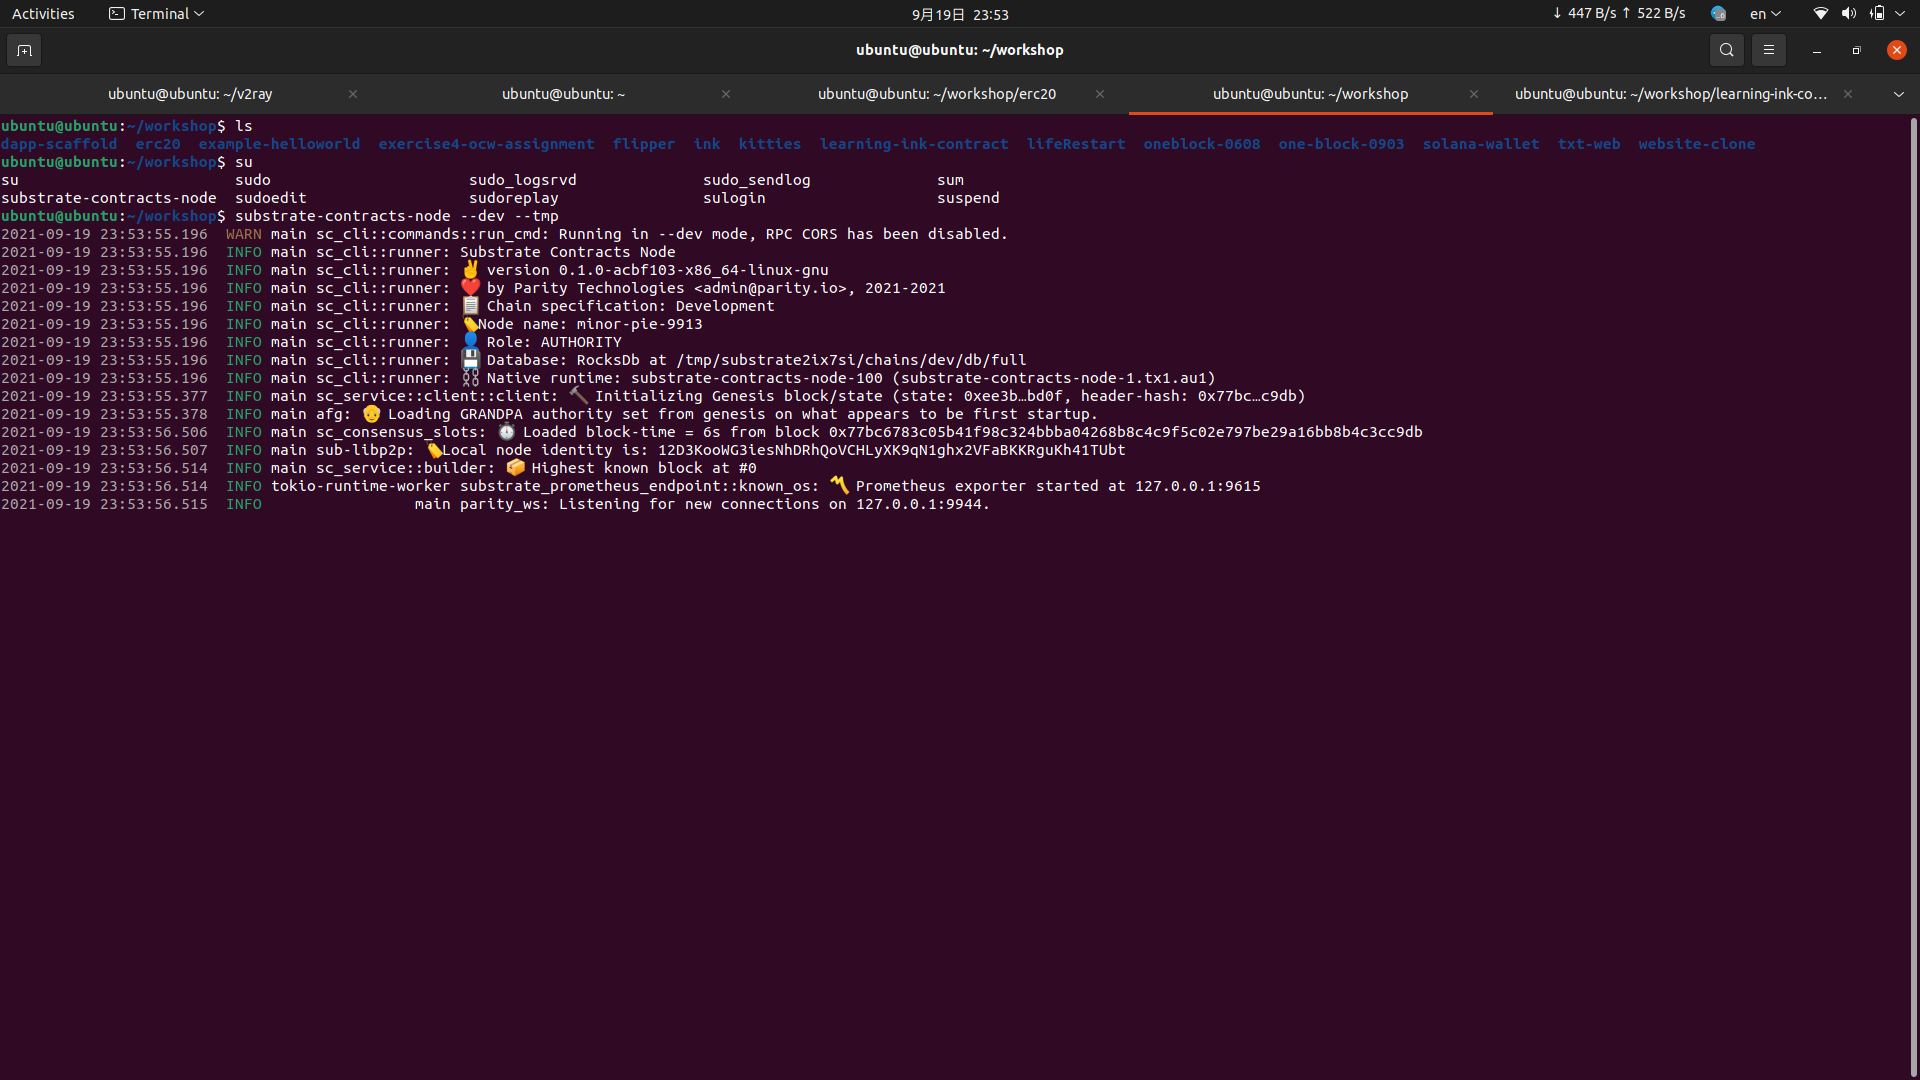 Activities Terminal 9月19日 23:53 ↓ 447 B/s ↑ 522 B/s en
ubuntu@ubuntu: ~/workshop
ubuntu@ubuntu: ~/v2ray ubuntu@ubuntu: ~ ubuntu@ubuntu: ~/workshop/erc20 ubuntu@ubuntu: ~/workshop ubuntu@ubuntu: ~/workshop/learning-ink-co...
ubuntu@ubuntu:~/workshop$ ls
dapp-scaffold erc20 example-helloworld exercise4-ocw-assignment flipper ink kitties learning-ink-contract lifeRestart oneblock-0608 one-block-0903 solana-wallet txt-web website-clone
ubuntu@ubuntu:~/workshop$ su
su sudo sudo_logsrvd sudo_sendlog sum
substrate-contracts-node sudoedit sudoreplay sulogin suspend
ubuntu@ubuntu:~/workshop$ substrate-contracts-node --dev --tmp
2021-09-19 23:53:55.196 WARN main sc_cli::commands::run_cmd: Running in --dev mode, RPC CORS has been disabled.
2021-09-19 23:53:55.196 INFO main sc_cli::runner: Substrate Contracts Node
2021-09-19 23:53:55.196 INFO main sc_cli::runner: ✌️ version 0.1.0-acbf103-x86_64-linux-gnu
2021-09-19 23:53:55.196 INFO main sc_cli::runner: ❤️ by Parity Technologies <admin@parity.io>, 2021-2021
2021-09-19 23:53:55.196 INFO main sc_cli::runner: 📋 Chain specification: Development
2021-09-19 23:53:55.196 INFO main sc_cli::runner: 🏷 Node name: minor-pie-9913
2021-09-19 23:53:55.196 INFO main sc_cli::runner: 👤 Role: AUTHORITY
2021-09-19 23:53:55.196 INFO main sc_cli::runner: 💾 Database: RocksDb at /tmp/substrate2ix7si/chains/dev/db/full
2021-09-19 23:53:55.196 INFO main sc_cli::runner: ⛓ Native runtime: substrate-contracts-node-100 (substrate-contracts-node-1.tx1.au1)
2021-09-19 23:53:55.377 INFO main sc_service::client::client: 🔨 Initializing Genesis block/state (state: 0xee3b…bd0f, header-hash: 0x77bc…c9db)
2021-09-19 23:53:55.378 INFO main afg: 👴 Loading GRANDPA authority set from genesis on what appears to be first startup.
2021-09-19 23:53:56.506 INFO main sc_consensus_slots: ⏱ Loaded block-time = 6s from block 0x77bc6783c05b41f98c324bbba04268b8c4c9f5c02e797be29a16bb8b4c3cc9db
2021-09-19 23:53:56.507 INFO main sub-libp2p: 🏷 Local node identity is: 12D3KooWG3iesNhDRhQoVCHLyXK9qN1ghx2VFaBKKRguKh41TUbt
2021-09-19 23:53:56.514 INFO main sc_service::builder: 📦 Highest known block at #0
2021-09-19 23:53:56.514 INFO tokio-runtime-worker substrate_prometheus_endpoint::known_os: 〽️ Prometheus exporter started at 127.0.0.1:9615
2021-09-19 23:53:56.515 INFO main parity_ws: Listening for new connections on 127.0.0.1:9944.